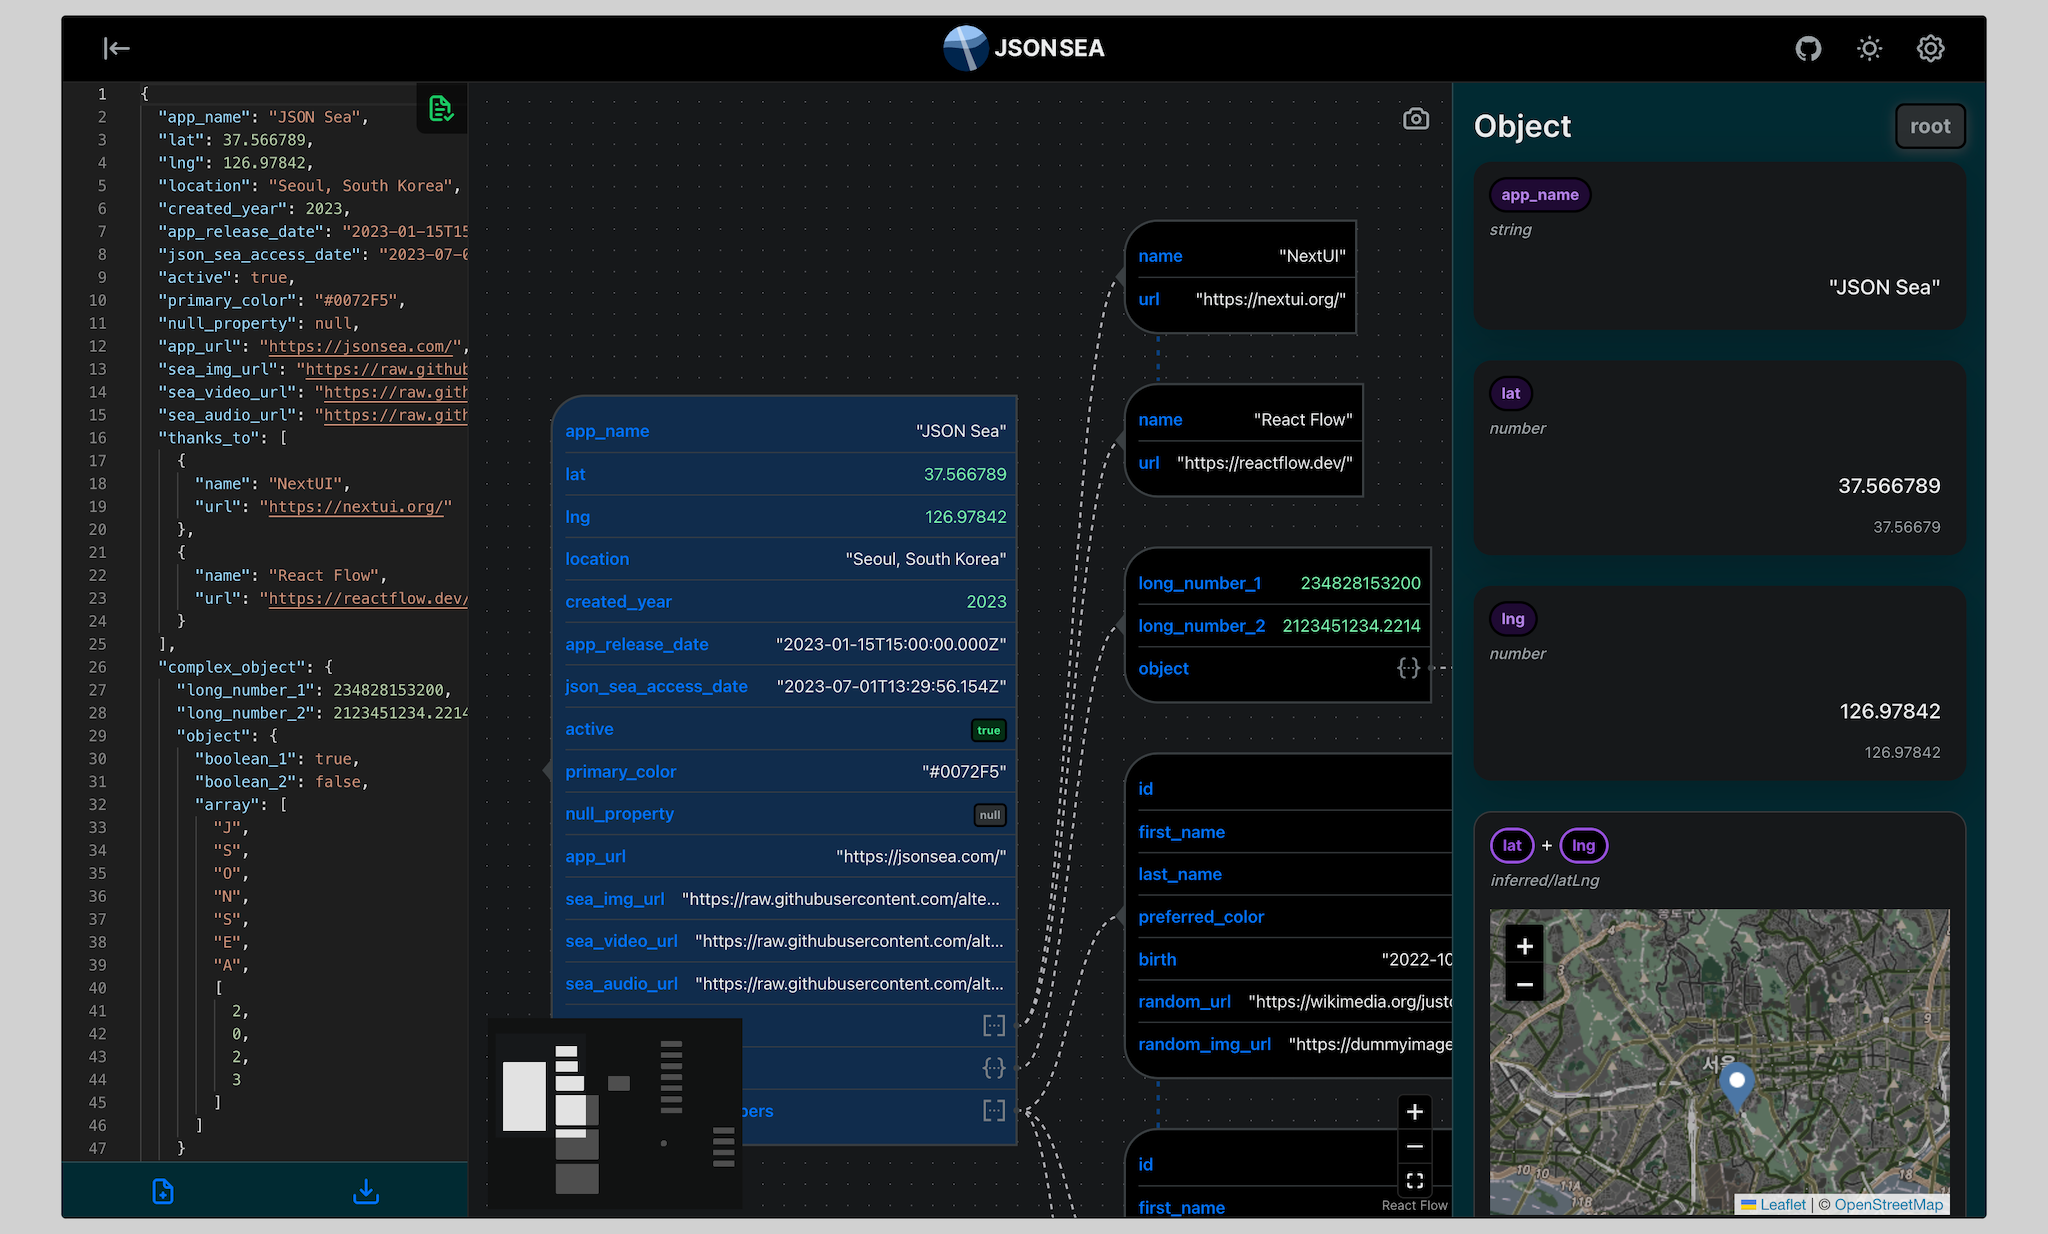 JSON SEA
1 {
2 "app_name": "JSON Sea",
3 "lat": 37.566789,
4 "lng": 126.97842,
5 "location": "Seoul, South Korea",
6 "created_year": 2023,
7 "app_release_date": "2023-01-15T15
8 "json_sea_access_date": "2023-07-0
9 "active": true,
10 "primary_color": "#0072F5",
11 "null_property": null,
12 "app_url": "https://jsonsea.com/",
13 "sea_img_url": "https://raw.github
14 "sea_video_url": "https://raw.gith
15 "sea_audio_url": "https://raw.gith
16 "thanks_to": [
17 {
18 "name": "NextUI",
19 "url": "https://nextui.org/"
20 },
21 {
22 "name": "React Flow",
23 "url": "https://reactflow.dev/
24 }
25 ],
26 "complex_object": {
27 "long_number_1": 234828153200,
28 "long_number_2": 2123451234.2214
29 "object": {
30 "boolean_1": true,
31 "boolean_2": false,
32 "array": [
33 "J",
34 "S",
35 "O",
36 "N",
37 "S",
38 "E",
39 "A",
40 [
41 2,
42 0,
43 2,
44 3
45 ]
46 ]
47 }
app_name "JSON Sea"
lat 37.566789
lng 126.97842
location "Seoul, South Korea"
created_year 2023
app_release_date "2023-01-15T15:00:00.000Z"
json_sea_access_date "2023-07-01T13:29:56.154Z"
active true
primary_color "#0072F5"
null_property null
app_url "https://jsonsea.com/"
sea_img_url "https://raw.githubusercontent.com/alte...
sea_video_url "https://raw.githubusercontent.com/alt...
sea_audio_url "https://raw.githubusercontent.com/alt...
[...]
{...}
bers [...]
name "NextUI"
url "https://nextui.org/"
name "React Flow"
url "https://reactflow.dev/"
long_number_1 234828153200
long_number_2 2123451234.2214
object {...}
id
first_name
last_name
preferred_color
birth "2022-10
random_url "https://wikimedia.org/justo
random_img_url "https://dummyimage
id
first_name
React Flow
Object root
app_name
string
"JSON Sea"
lat
number
37.566789
37.56679
lng
number
126.97842
126.97842
lat + lng
inferred/latLng
+
−
서울
Leaflet | © OpenStreetMap